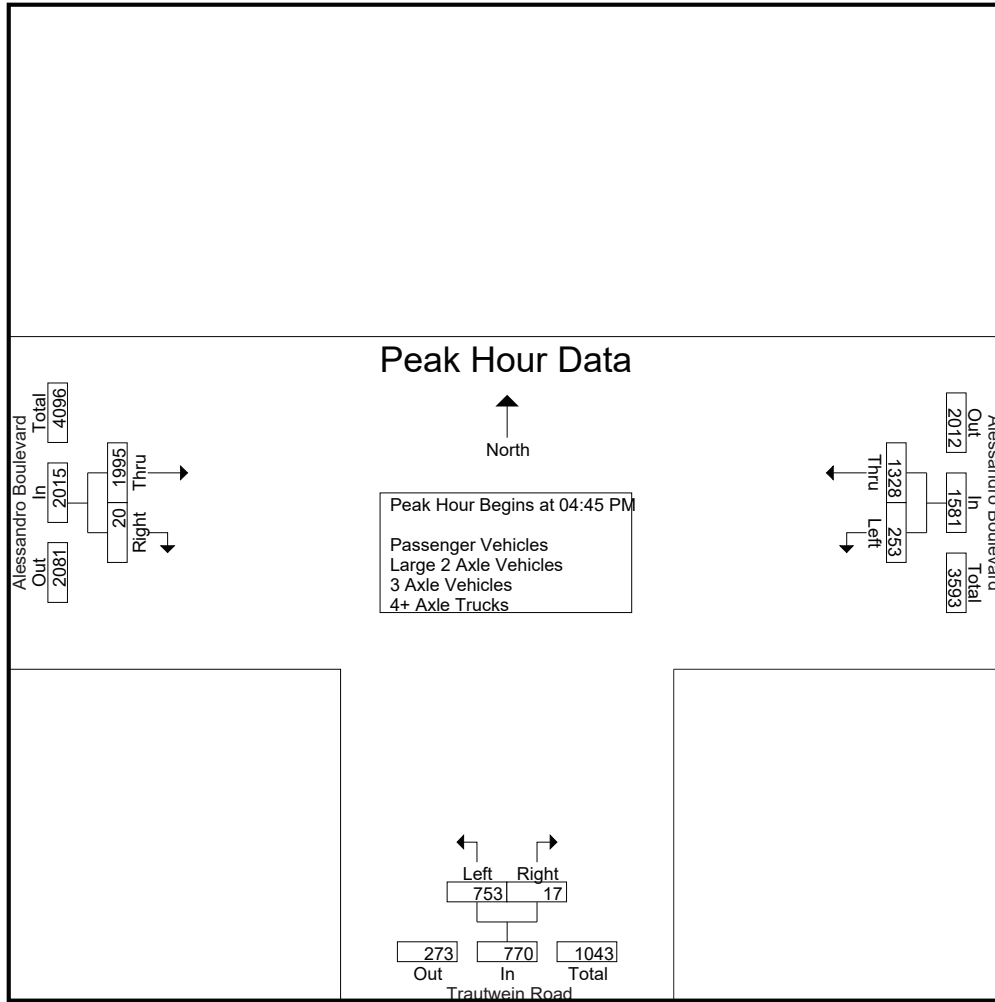 Peak Hour Data
North
Peak Hour Begins at 04:45 PM
Passenger Vehicles
Large 2 Axle Vehicles
3 Axle Vehicles
4+ Axle Trucks
Alessandro Boulevard
Out In Total
2081 2015 4096
Right Thru
20 1995
Alessandro Boulevard
Out In Total
2012 1581 3593
Thru Left
1328 253
Left Right
753 17
273 770 1043
Out In Total
Trautwein Road